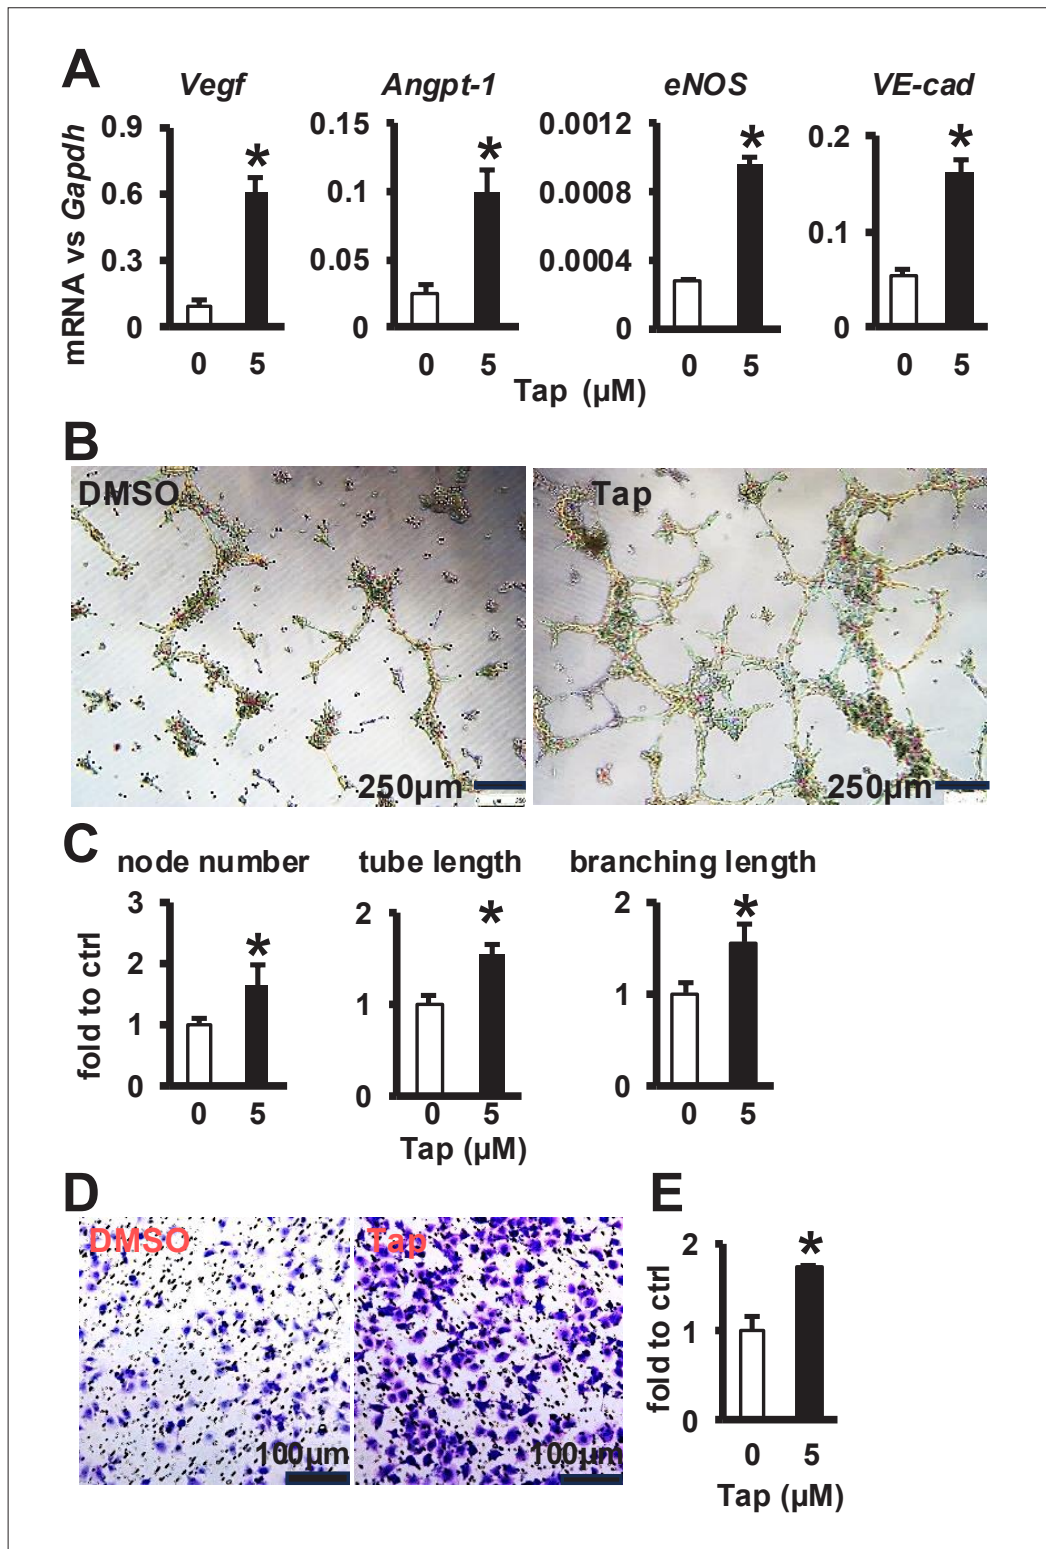 A
Vegf Angpt-1 eNOS VE-cad
mRNA vs Gapdh
0.9
0.6
0.3
0
0 5
0.15
0.1
0.05
0
0 5
0.0012
0.0008
0.0004
0
0 5
0.2
0.1
0
0 5
* * * *
Tap (µM)
B
DMSO Tap
250µm 250µm
C
node number tube length branching length
fold to ctrl
3
2
1
0
0 5
2
1
0
0 5
2
1
0
0 5
* * *
Tap (µM)
D
DMSO Tap
100µm 100µm
E
fold to ctrl
2
1
0
*
0 5
Tap (µM)